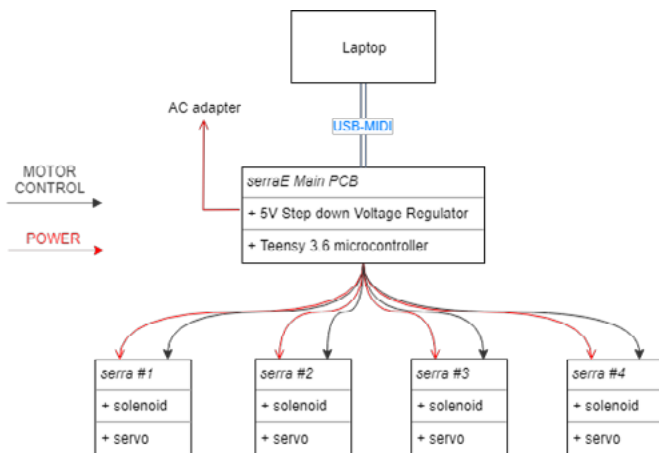 Laptop
AC adapter
USB-MIDI
MOTOR
CONTROL
serraE Main PCB
+ 5V Step down Voltage Regulator
POWER
+ Teensy 3.6 microcontroller
serra #1
+ solenoid
+ servo
serra #2
+ solenoid
+ servo
serra #3
+ solenoid
+ servo
serra #4
+ solenoid
+ servo